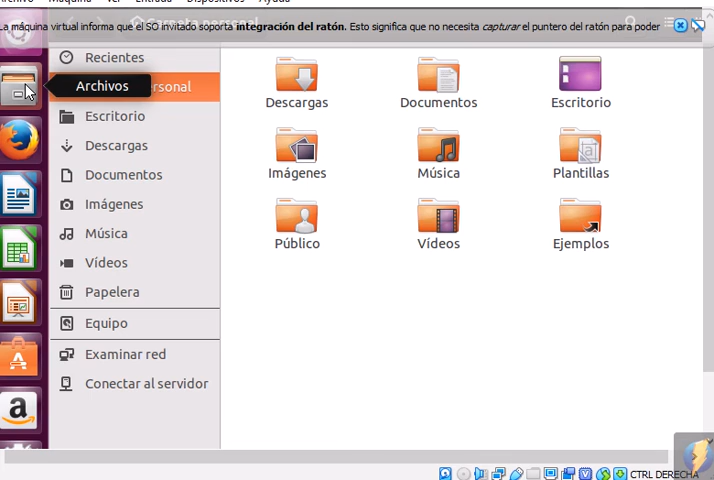 La máquina virtual informa que el SO invitado soporta integración del ratón. Esto significa que no necesita capturar el puntero del ratón para poder
Recientes
Archivos
ersonal
Escritorio
Descargas
Documentos
Imágenes
Música
Vídeos
Papelera
Equipo
Examinar red
Conectar al servidor
Descargas
Documentos
Escritorio
Imágenes
Música
Plantillas
Público
Vídeos
Ejemplos
CTRL DERECHA